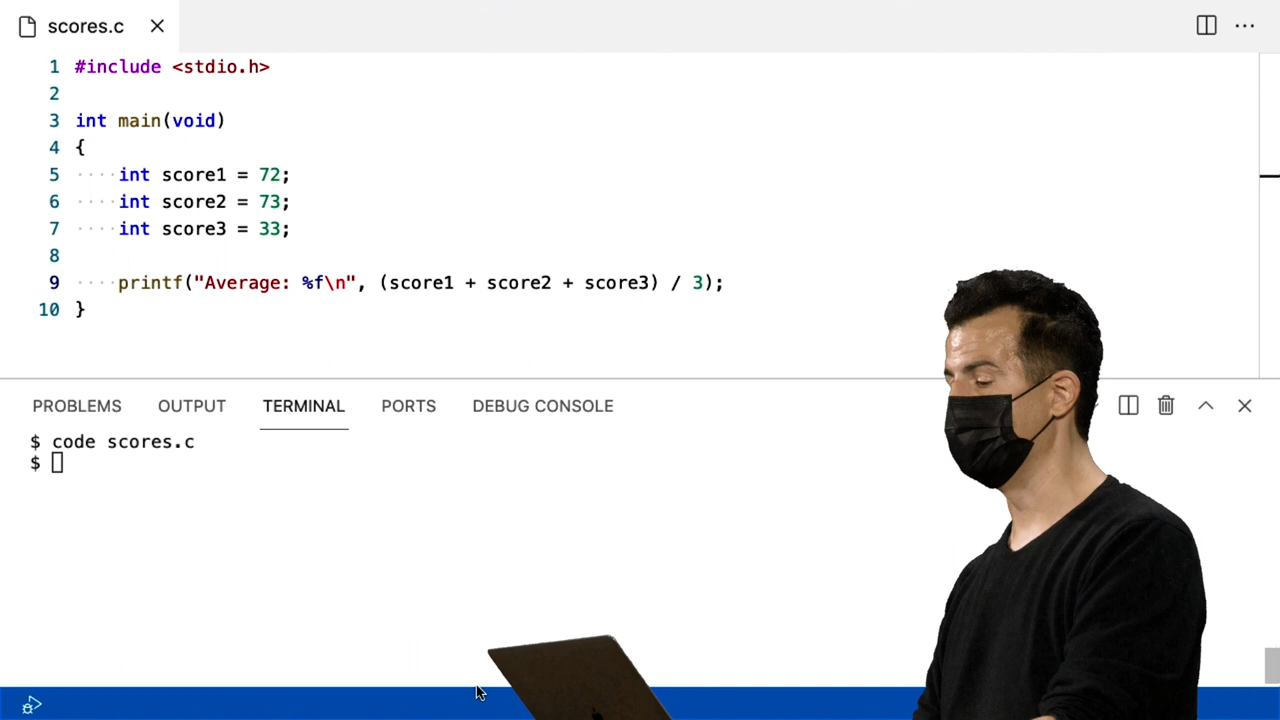 scores.c
1 #include <stdio.h>
2
3 int main(void)
4 {
5 ····int score1 = 72;
6 ····int score2 = 73;
7 ····int score3 = 33;
8
9 ····printf("Average: %f\n", (score1 + score2 + score3) / 3);
10 }
PROBLEMS OUTPUT TERMINAL PORTS DEBUG CONSOLE
$ code scores.c
$